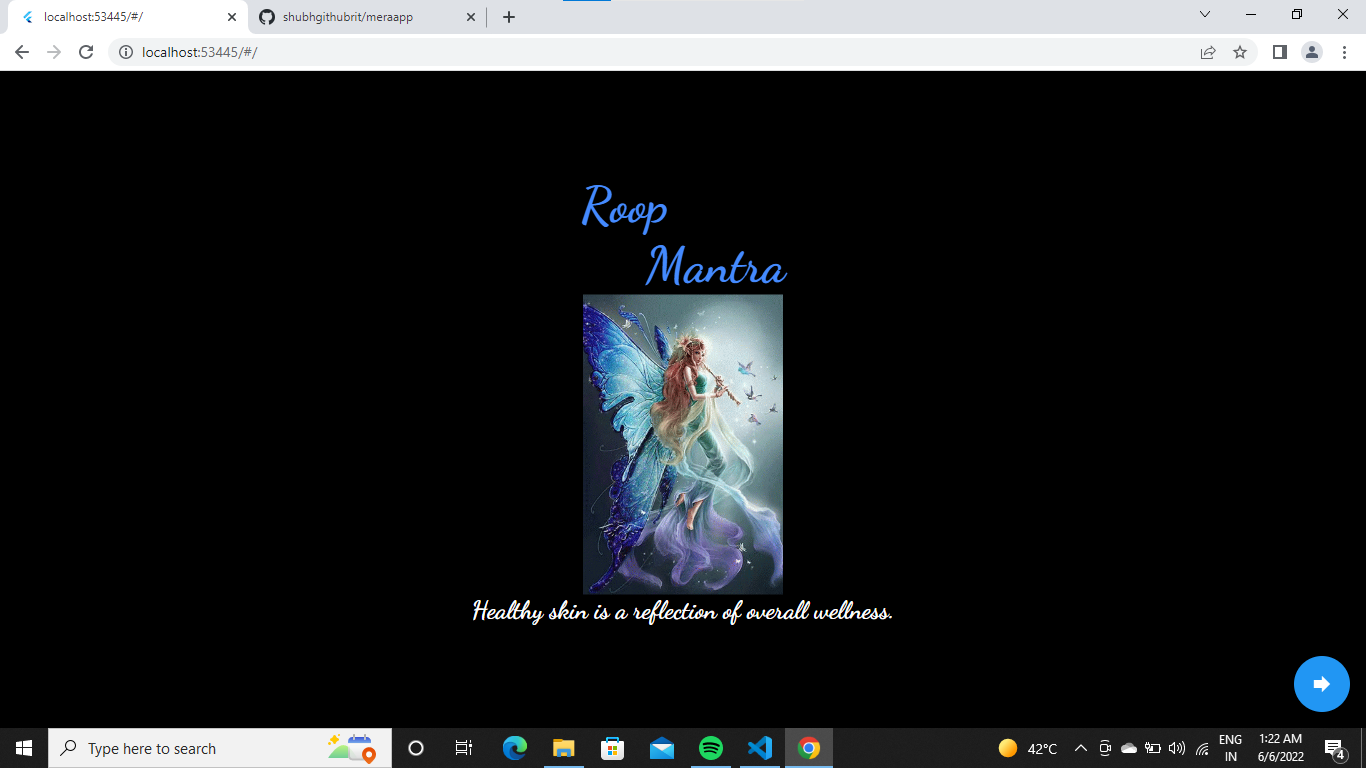 localhost:53445/#/
shubhgithubrit/meraapp
localhost:53445/#/
Roop
Mantra
Healthy skin is a reflection of overall wellness.
Type here to search
42°C
ENG
IN
1:22 AM
6/6/2022
4